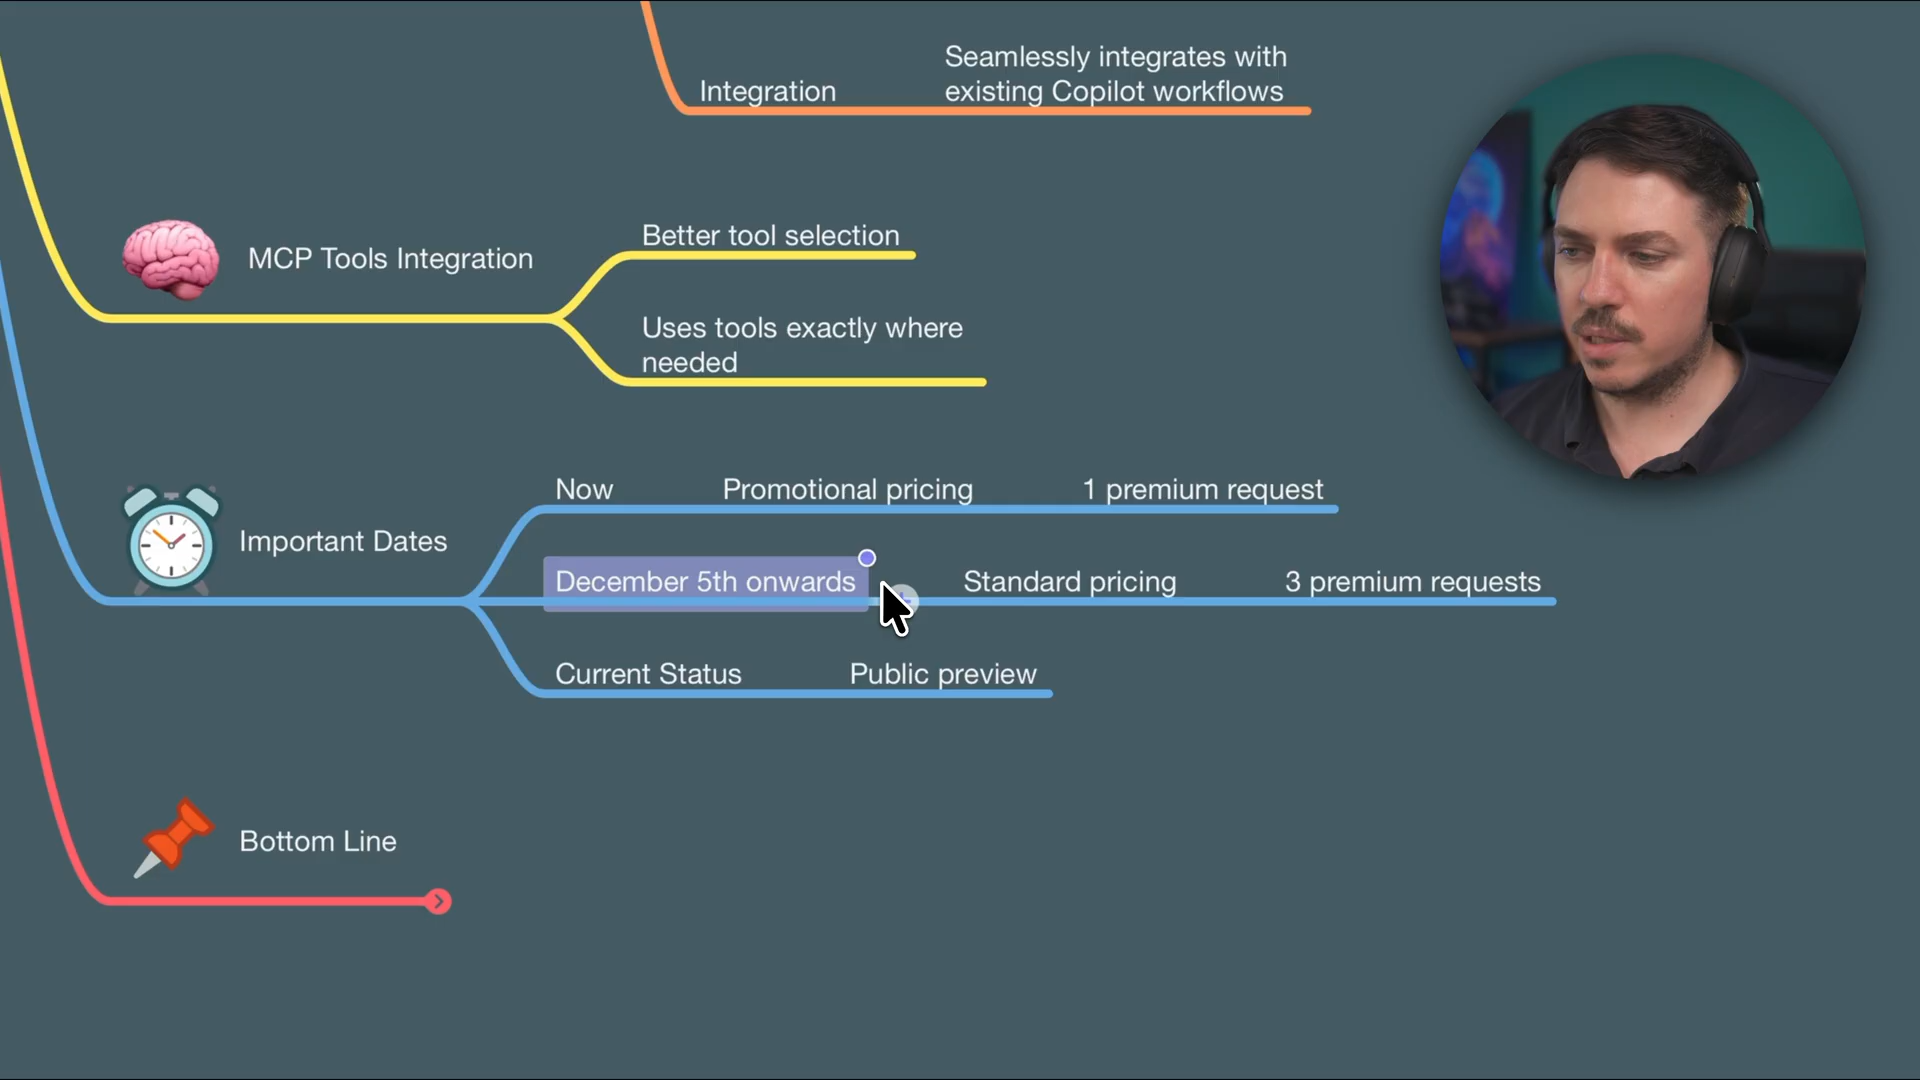 Seamlessly integrates with
existing Copilot workflows
Integration
MCP Tools Integration
Better tool selection
Uses tools exactly where
needed
Important Dates
Now Promotional pricing 1 premium request
December 5th onwards Standard pricing 3 premium requests
Current Status Public preview
Bottom Line